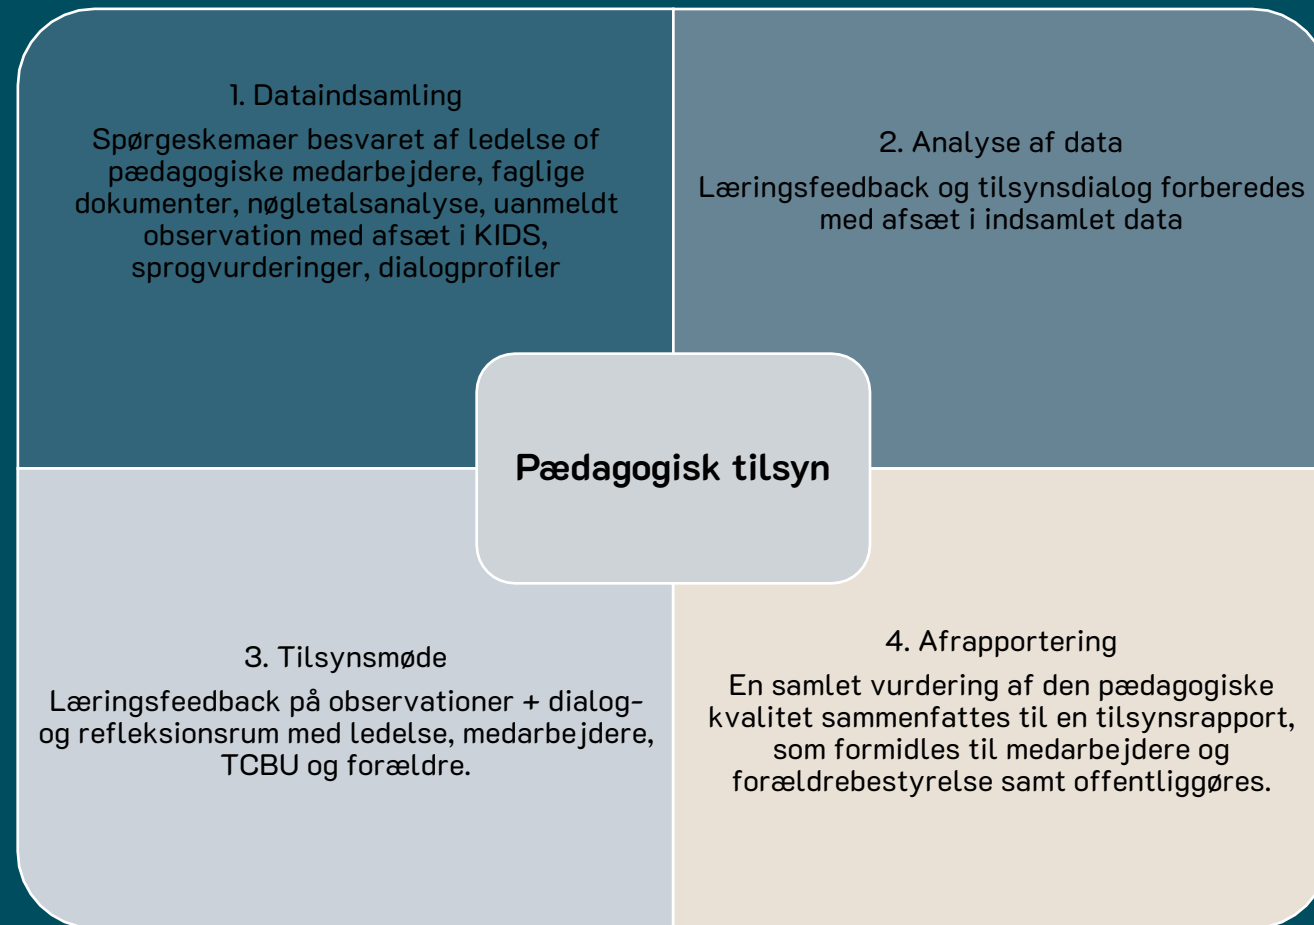 1. Dataindsamling
Spørgeskemaer besvaret af ledelse of
pædagogiske medarbejdere, faglige
dokumenter, nøgletalsanalyse, uanmeldt
observation med afsæt i KIDS,
sprogvurderinger, dialogprofiler
2. Analyse af data
Læringsfeedback og tilsynsdialog forberedes
med afsæt i indsamlet data
Pædagogisk tilsyn
3. Tilsynsmøde
Læringsfeedback på observationer + dialog-
og refleksionsrum med ledelse, medarbejdere,
TCBU og forældre.
4. Afrapportering
En samlet vurdering af den pædagogiske
kvalitet sammenfattes til en tilsynsrapport,
som formidles til medarbejdere og
forældrebestyrelse samt offentliggøres.